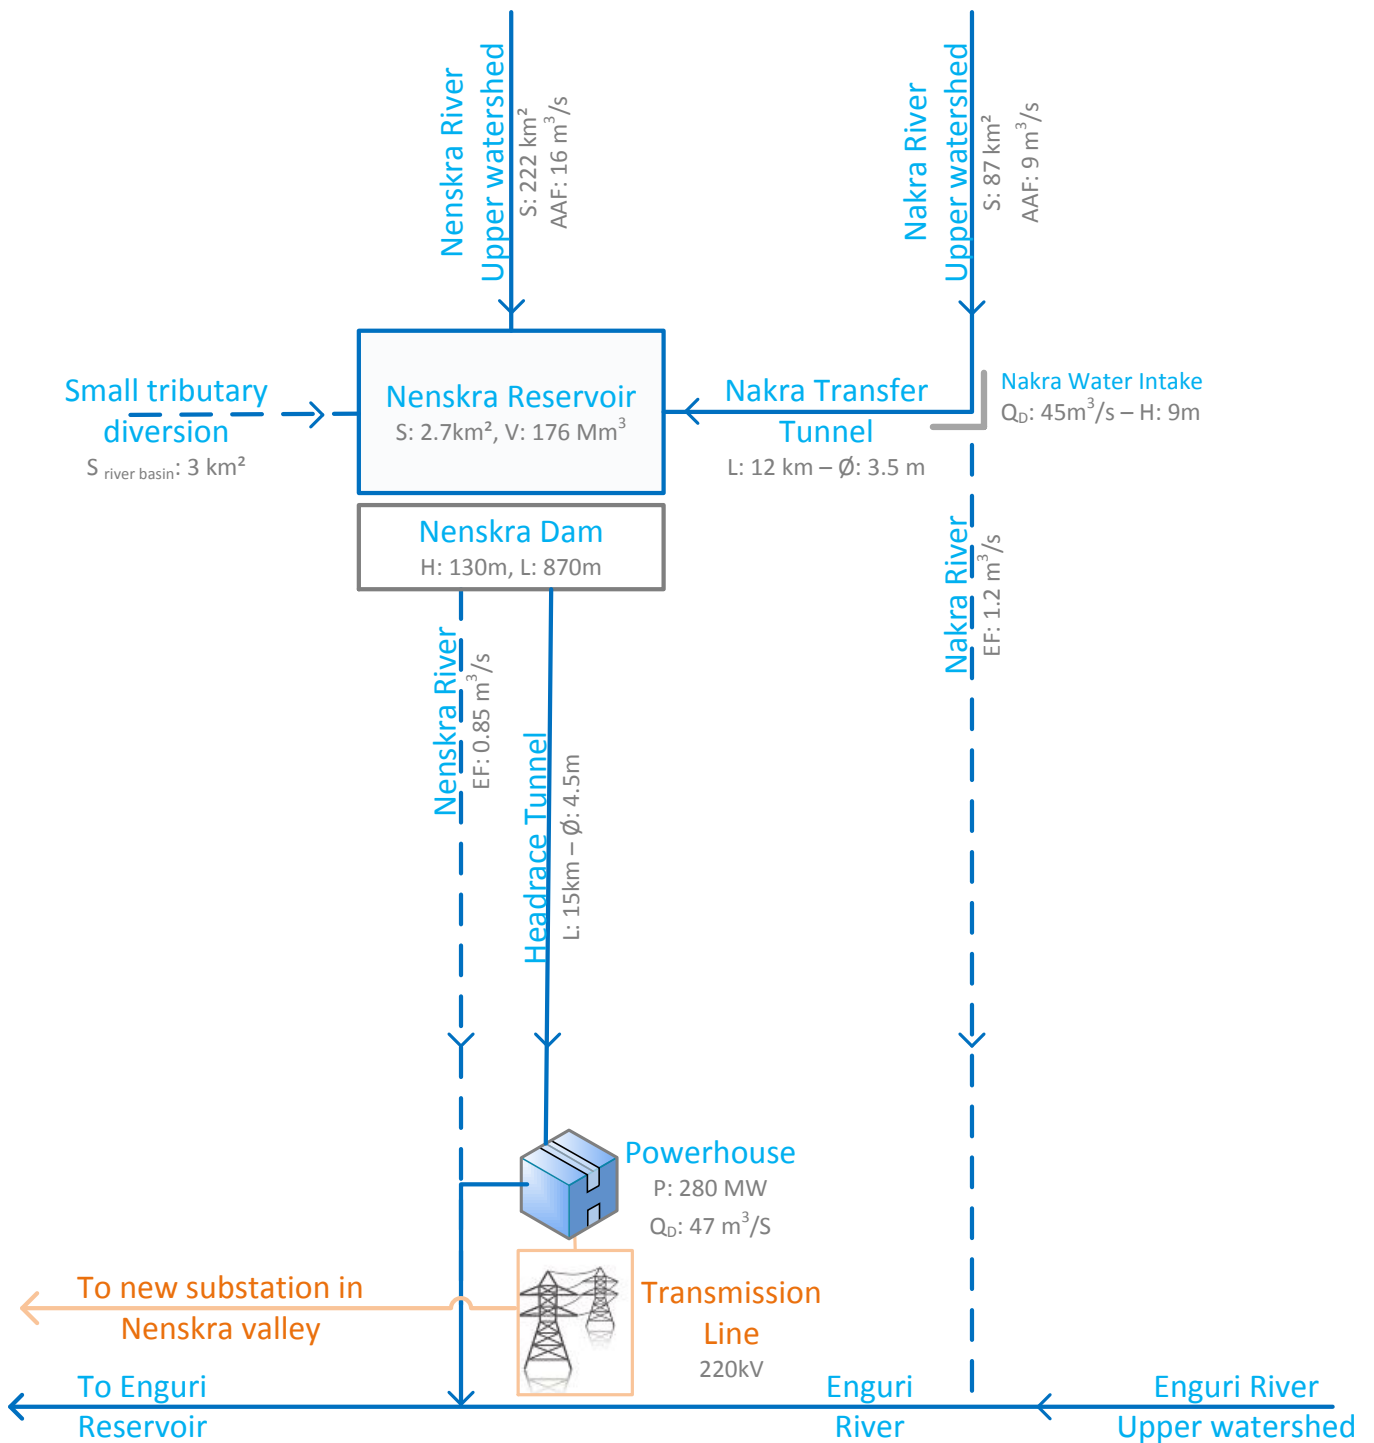 Nenskra River
Upper watershed
S: 222 km²
AAF: 16 m³/s
Nakra River
Upper watershed
S: 87 km²
AAF: 9 m³/s
Small tributary
diversion
S river basin: 3 km²
Nenskra Reservoir
S: 2.7km², V: 176 Mm³
Nakra Transfer
Tunnel
L: 12 km – Ø: 3.5 m
Nakra Water Intake
QD: 45m³/s – H: 9m
Nenskra Dam
H: 130m, L: 870m
Nenskra River
EF: 0.85 m³/s
Headrace Tunnel
L: 15km – Ø: 4.5m
Nakra River
EF: 1.2 m³/s
Powerhouse
P: 280 MW
QD: 47 m³/S
To new substation in
Nenskra valley
Transmission
Line
220kV
To Enguri
Reservoir
Enguri
River
Enguri River
Upper watershed